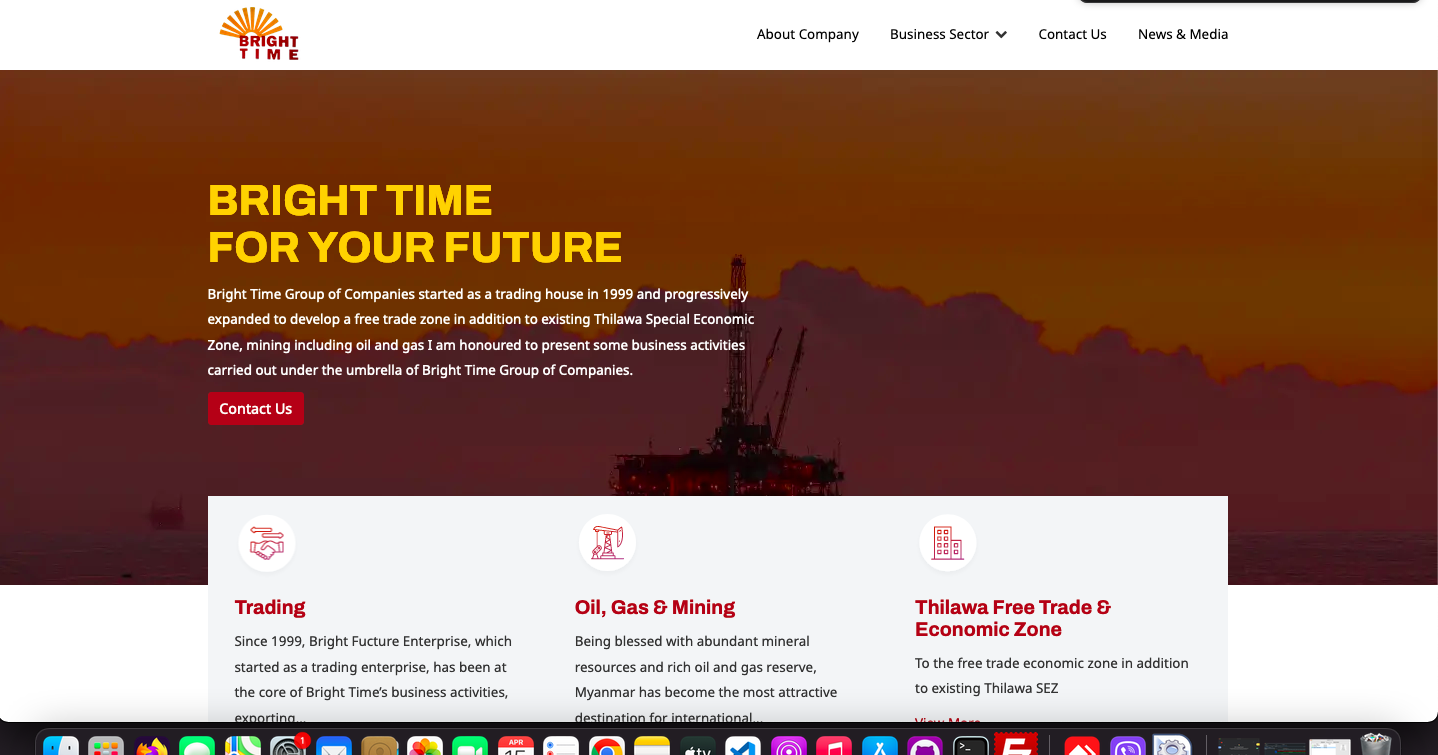 BRIGHT
TIME
About Company
Business Sector
Contact Us
News & Media
BRIGHT TIME
FOR YOUR FUTURE
Bright Time Group of Companies started as a trading house in 1999 and progressively
expanded to develop a free trade zone in addition to existing Thilawa Special Economic
Zone, mining including oil and gas I am honoured to present some business activities
carried out under the umbrella of Bright Time Group of Companies.
Contact Us
Trading
Since 1999, Bright Fucture Enterprise, which
started as a trading enterprise, has been at
the core of Bright Time’s business activities,
exporting...
Oil, Gas & Mining
Being blessed with abundant mineral
resources and rich oil and gas reserve,
Myanmar has become the most attractive
destination for international...
Thilawa Free Trade &
Economic Zone
To the free trade economic zone in addition
to existing Thilawa SEZ
View More
1
APR
15
tv